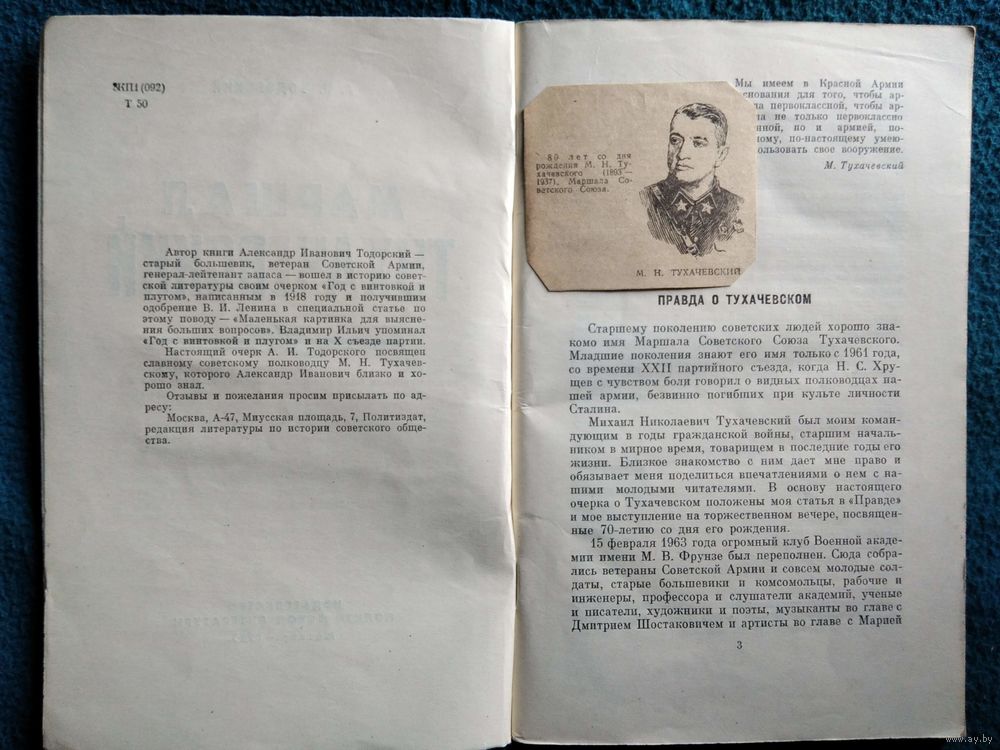 ЖП1(092)
Т 50
Автор книги Александр Иванович Тодорский —
старый большевик, ветеран Советской Армии,
генерал-лейтенант запаса — вошел в историю совет-
ской литературы своим очерком «Год с винтовкой и
плугом», написанным в 1918 году и получившим
одобрение В. И. Ленина в специальной статье по
этому поводу — «Маленькая картинка для выясне-
ния больших вопросов». Владимир Ильич упоминал
«Год с винтовкой и плугом» и на X съезде партии.
Настоящий очерк А. И. Тодорского посвящен
славному советскому полководцу М. Н. Тухачев-
скому, которого Александр Иванович близко и хо-
рошо знал.
Отзывы и пожелания просим присылать по ад-
ресу:
Москва, А-47, Миусская площадь, 7, Политиздат,
редакция литературы по истории советского обще-
ства.
Мы имеем в Красной Армии
основания для того, чтобы ар-
первоклассной, чтобы ар-
не только первоклассно
но и армией, по-
по-настоящему умею-
свое вооружение.
М. Тухачевский
80 лет со дня
рождения М. Н. Ту-
хачевского (1893—
1937), Маршала Со-
ветского Союза.
М. Н. ТУХАЧЕВСКИЙ
ПРАВДА О ТУХАЧЕВСКОМ
Старшему поколению советских людей хорошо зна-
комо имя Маршала Советского Союза Тухачевского.
Младшие поколения знают его имя только с 1961 года,
со времени XXII партийного съезда, когда Н. С. Хру-
щев с чувством боли говорил о видных полководцах на-
шей армии, безвинно погибших при культе личности
Сталина.
Михаил Николаевич Тухачевский был моим коман-
дующим в годы гражданской войны, старшим началь-
ником в мирное время, товарищем в последние годы его
жизни. Близкое знакомство с ним дает мне право и
обязывает меня поделиться впечатлениями о нем с на-
шими молодыми читателями. В основу настоящего
очерка о Тухачевском положены моя статья в «Правде»
и мое выступление на торжественном вечере, посвящен-
ные 70-летию со дня его рождения.
15 февраля 1963 года огромный клуб Военной акаде-
мии имени М. В. Фрунзе был переполнен. Сюда собра-
лись ветераны Советской Армии и совсем молодые сол-
даты, старые большевики и комсомольцы, рабочие и
инженеры, профессора и слушатели академий, ученые
и писатели, художники и поэты, музыканты во главе с
Дмитрием Шостаковичем и артисты во главе с Марией
3
www.ay.by